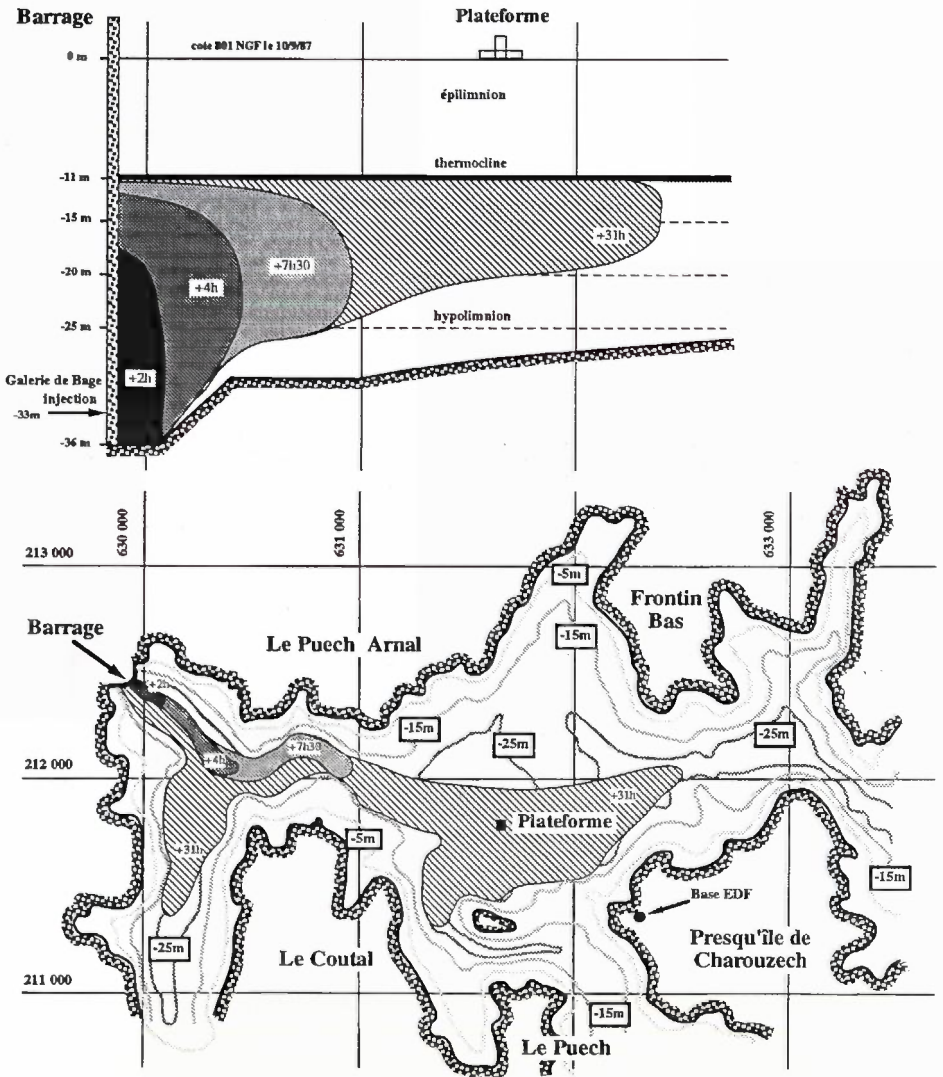 Barrage
Plateforme
0 m
cote 801 NGF le 10/9/87
épilimnion
thermocline
-11 m
-15 m
+31h
+7h30
-20 m
+4h
hypolimnion
-25 m
+2h
Galerie de Bage
injection
-33m
-36 m
630 000
631 000
633 000
213 000
-5m
Frontin
Bas
-15m
Barrage
Le Puech Arnal
+2h
-15m
-25m
-25m
+7h30
+4h
212 000
+31h
Plateforme
-5m
+31h
-15m
Base EDF
-25m
Le Coutal
Presqu'île de
Charouzech
211 000
-15m
Le Puech